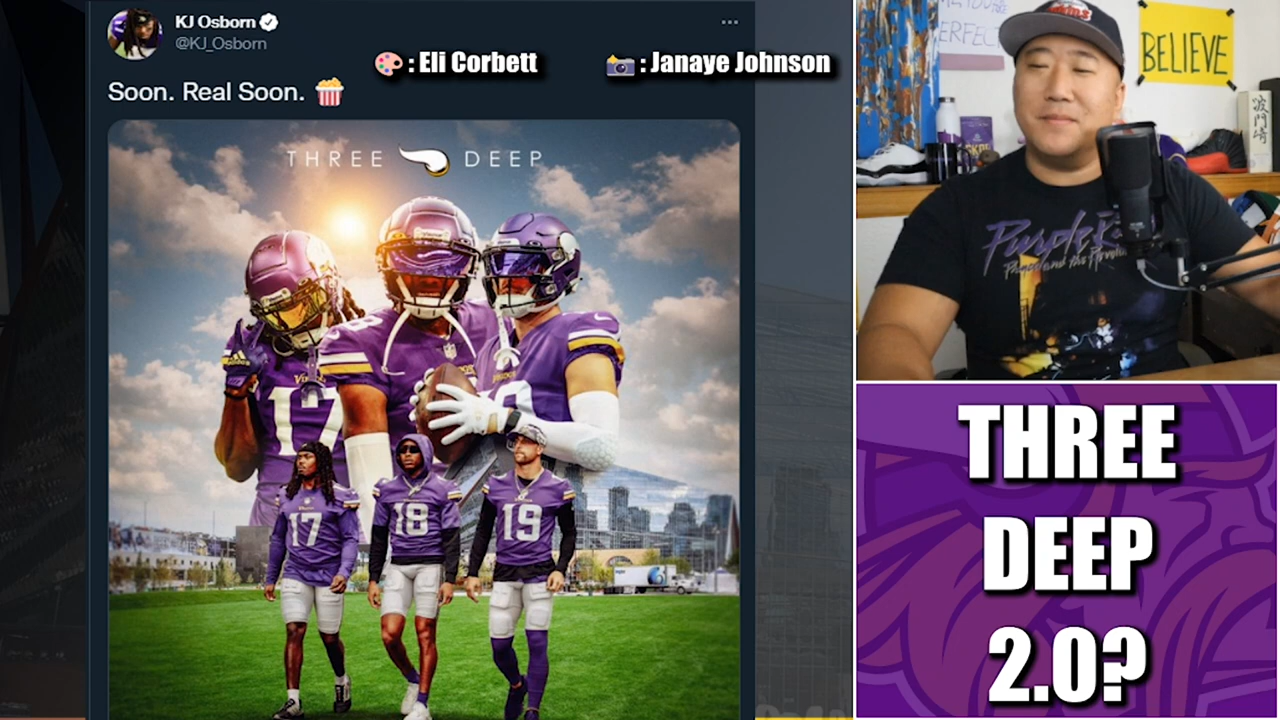 KJ Osborn
@KJ_Osborn
Soon. Real Soon.
: Eli Corbett
: Janaye Johnson
THREE DEEP
17
17
18
19
BELIEVE
THREE
DEEP
2.0?